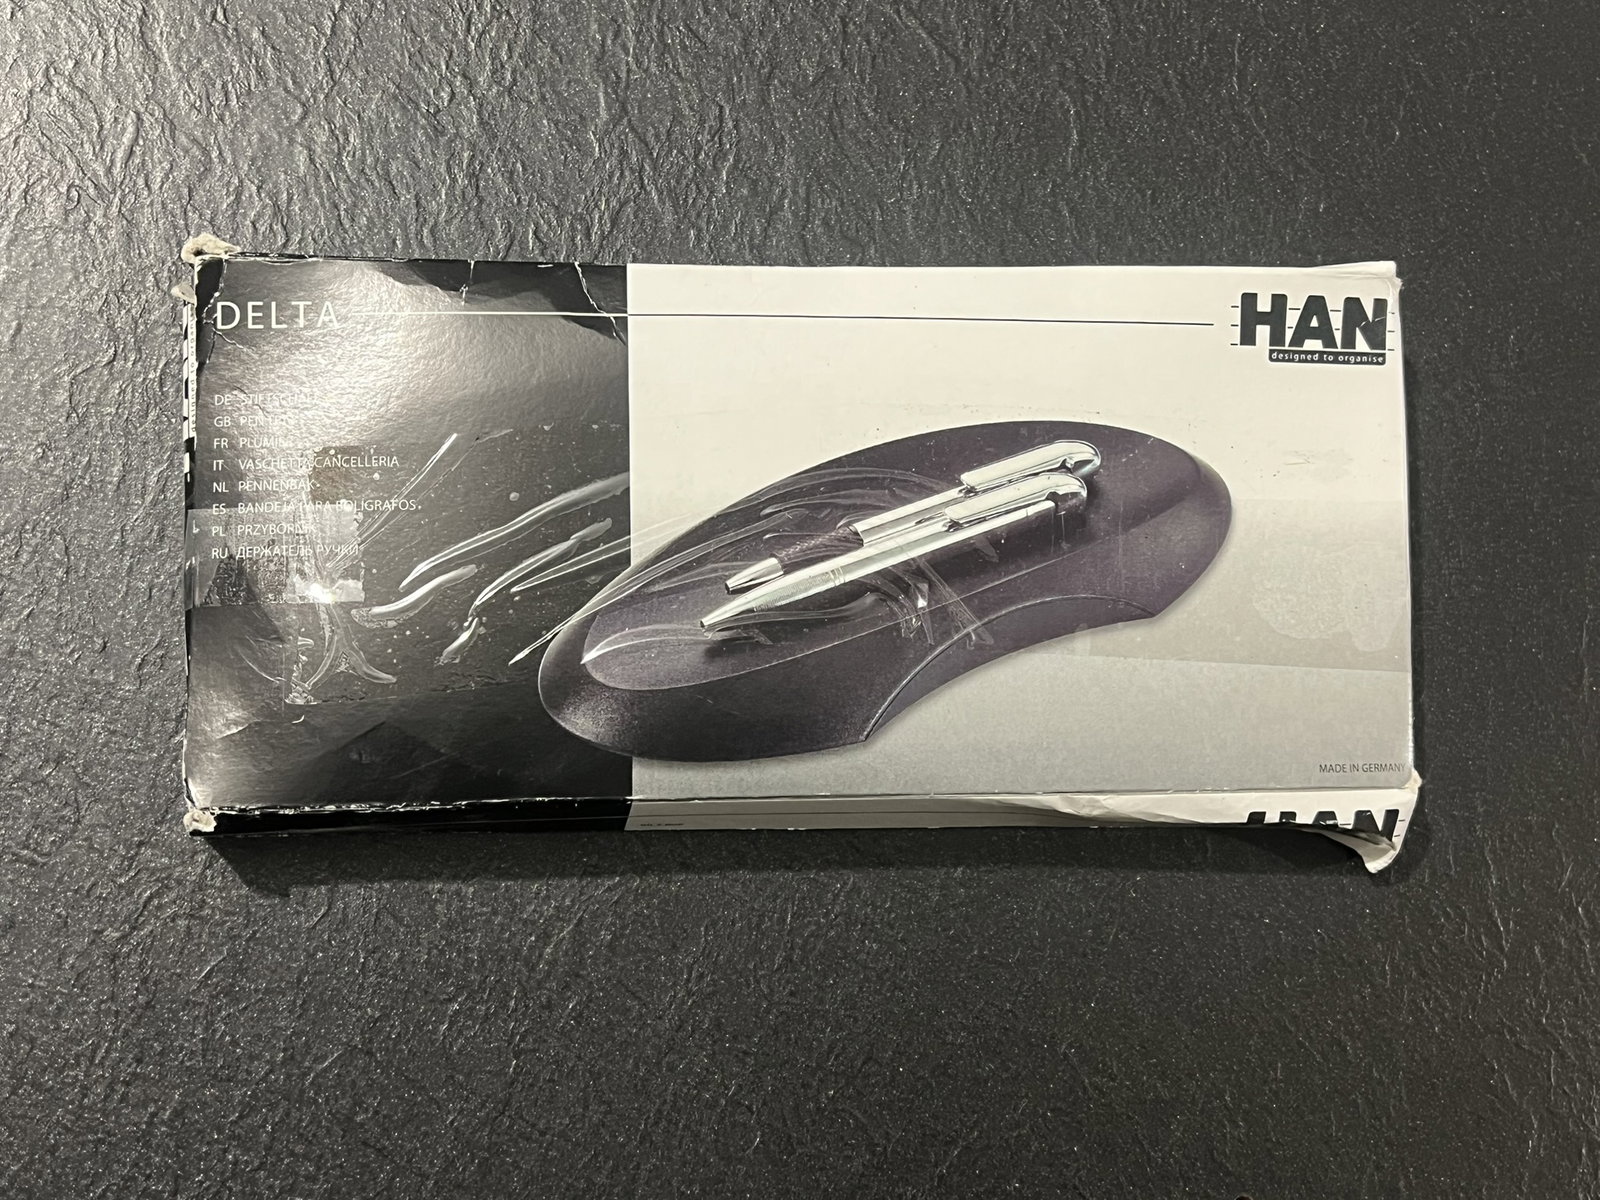 DELTA
HAN
designed to organise
DE STIFTSCHALE
GB PEN TRAY
FR PLUMIER
IT VASCHETTA CANCELLERIA
NL PENNENBAK
ES BANDEJA PARA BOLÍGRAFOS
PL PRZYBORNIK
RU ДЕРЖАТЕЛЬ РУЧКИ
MADE IN GERMANY
HAN